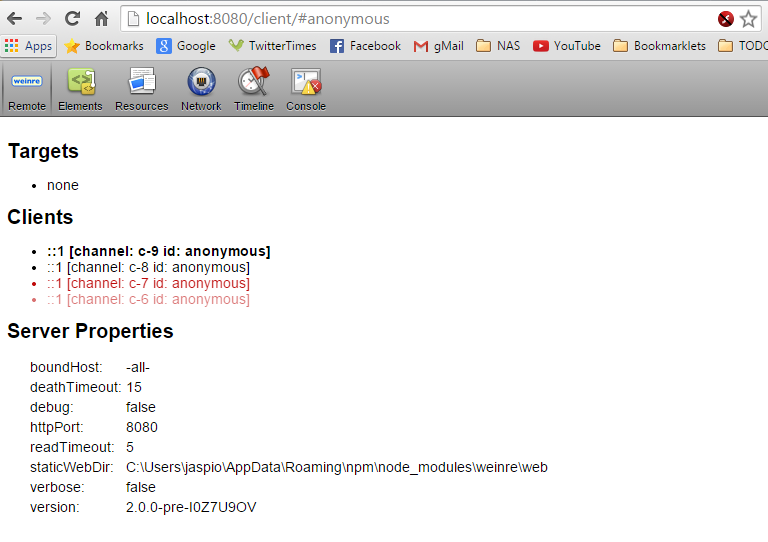 localhost:8080/client/#anonymous
Apps Bookmarks Google TwitterTimes Facebook gMail NAS YouTube Bookmarklets TODO
weinre
Remote Elements Resources Network Timeline Console
Targets
none
Clients
::1 [channel: c-9 id: anonymous]
::1 [channel: c-8 id: anonymous]
::1 [channel: c-7 id: anonymous]
::1 [channel: c-6 id: anonymous]
Server Properties
boundHost: -all-
deathTimeout: 15
debug: false
httpPort: 8080
readTimeout: 5
staticWebDir: C:\Users\jaspio\AppData\Roaming\npm\node_modules\weinre\web
verbose: false
version: 2.0.0-pre-I0Z7U9OV